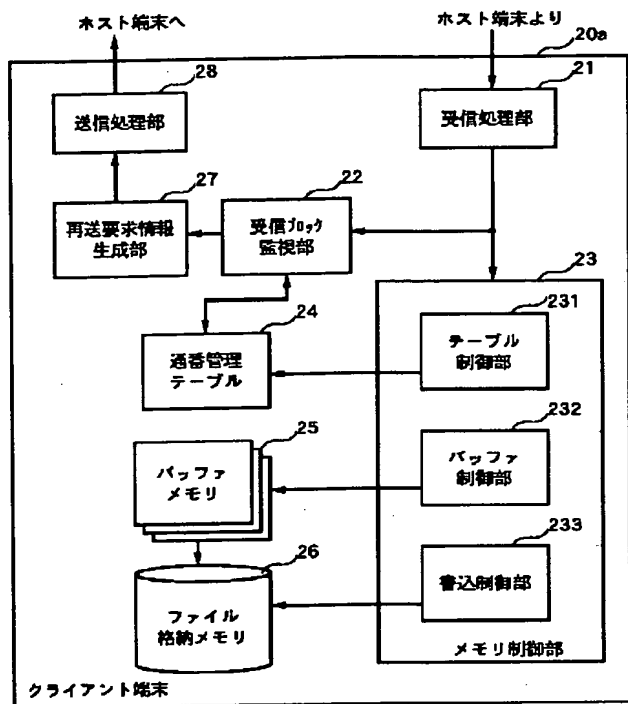 ホスト端末へ
ホスト端末より
20a
28
送信処理部
21
受信処理部
27
再送要求情報
生成部
22
受信ブロック
監視部
23
24
通番管理
テーブル
231
テーブル
制御部
25
バッファ
メモリ
232
バッファ
制御部
26
ファイル
格納メモリ
233
書込制御部
メモリ制御部
クライアント端末